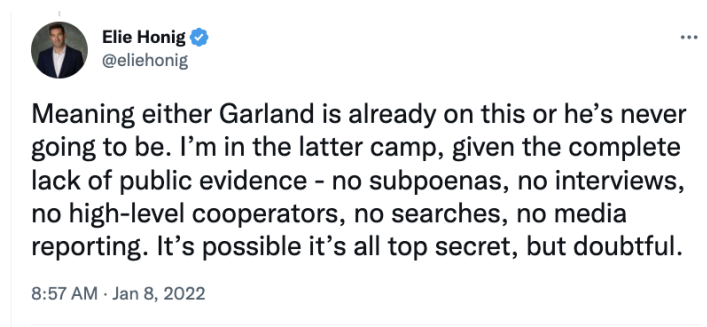 Elie Honig
@eliehonig
Meaning either Garland is already on this or he’s never
going to be. I’m in the latter camp, given the complete
lack of public evidence - no subpoenas, no interviews,
no high-level cooperators, no searches, no media
reporting. It’s possible it’s all top secret, but doubtful.
8:57 AM · Jan 8, 2022